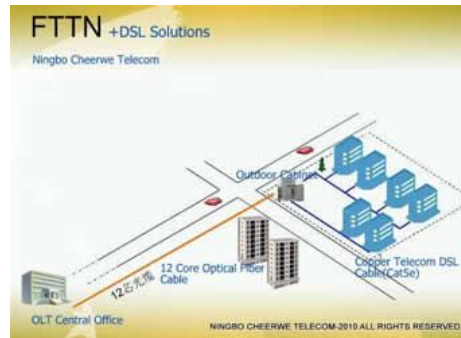 FTTN +DSL Solutions
Ningbo Cheerwe Telecom
Outdoor Cabinet
12 Core Optical Fiber
Cable
12芯光缆
Copper Telecom DSL
Cable(Cat5e)
OLT Central Office
NINGBO CHEERWE TELECOM-2010 ALL RIGHTS RESERVED